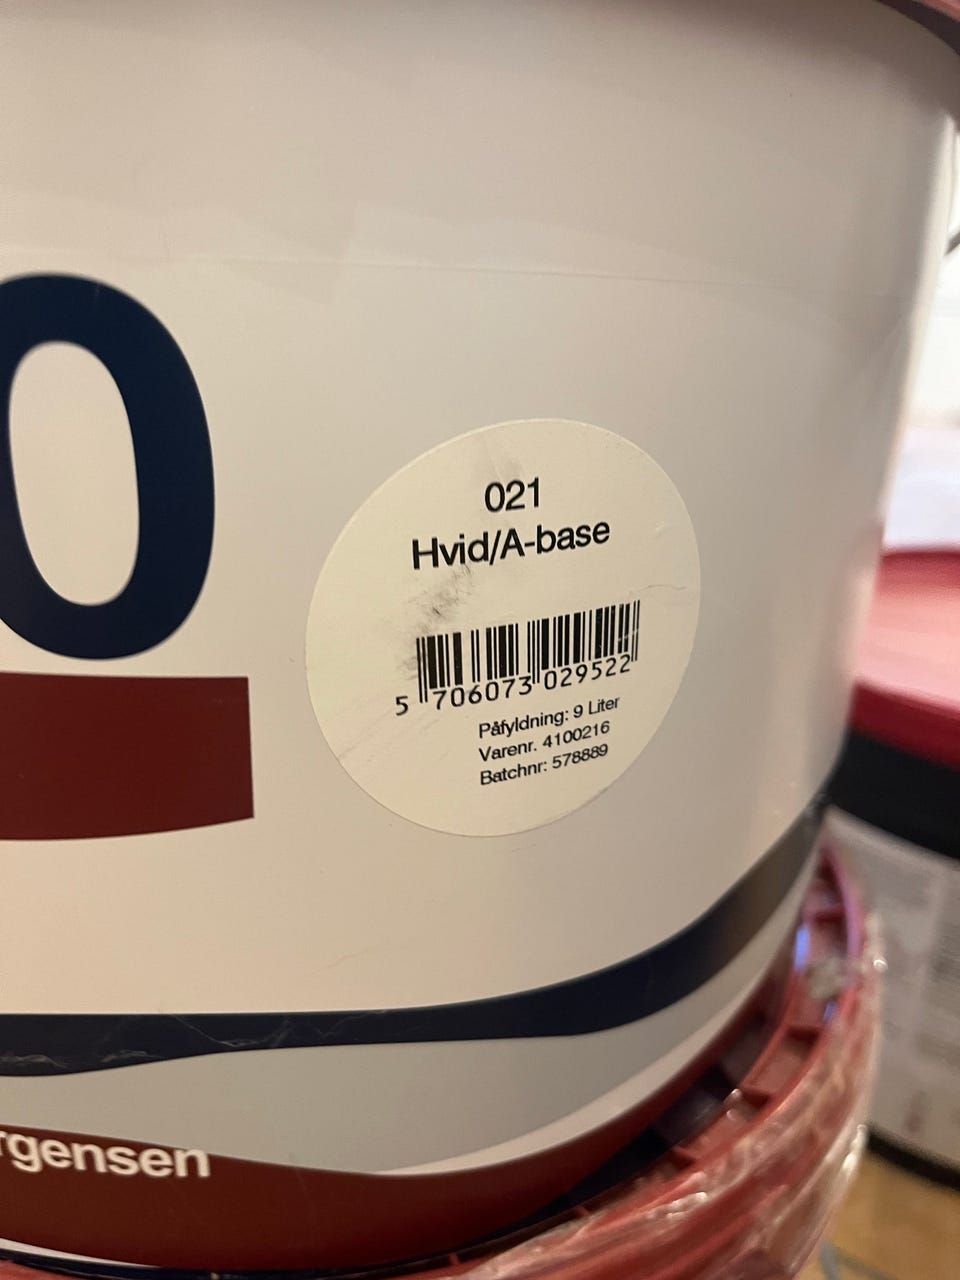 0
021
Hvid/A-base
5 706073 029522
Påfyldning: 9 Liter
Varenr. 4100216
Batchnr: 578889
rgensen